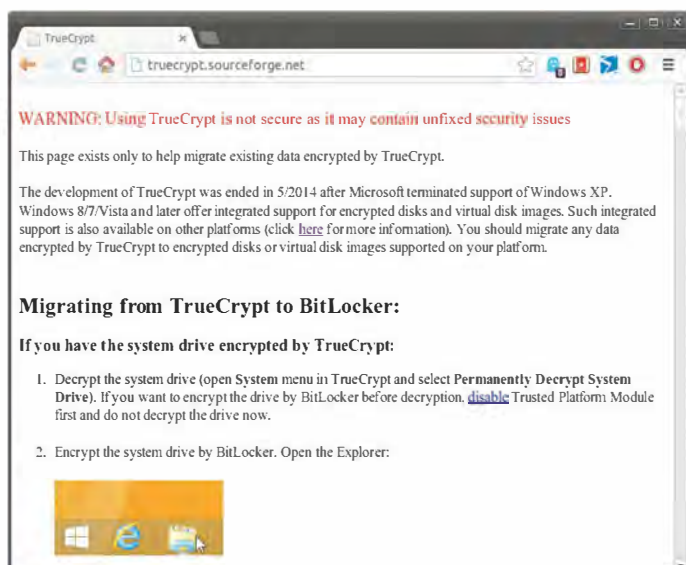 TrueCrypt
truecrypt.sourceforge.net
WARNING: Using TrueCrypt is not secure as it may contain unfixed security issues
This page exists only to help migrate existing data encrypted by TrueCrypt.
The development of TrueCrypt was ended in 5/2014 after Microsoft terminated support of Windows XP.
Windows 8/7/Vista and later offer integrated support for encrypted disks and virtual disk images. Such integrated
support is also available on other platforms (click here for more information). You should migrate any data
encrypted by TrueCrypt to encrypted disks or virtual disk images supported on your platform.
Migrating from TrueCrypt to BitLocker:
If you have the system drive encrypted by TrueCrypt:
1. Decrypt the system drive (open System menu in TrueCrypt and select Permanently Decrypt System
Drive). If you want to encrypt the drive by BitLocker before decryption, disable Trusted Platform Module
first and do not decrypt the drive now.
2. Encrypt the system drive by BitLocker. Open the Explorer: